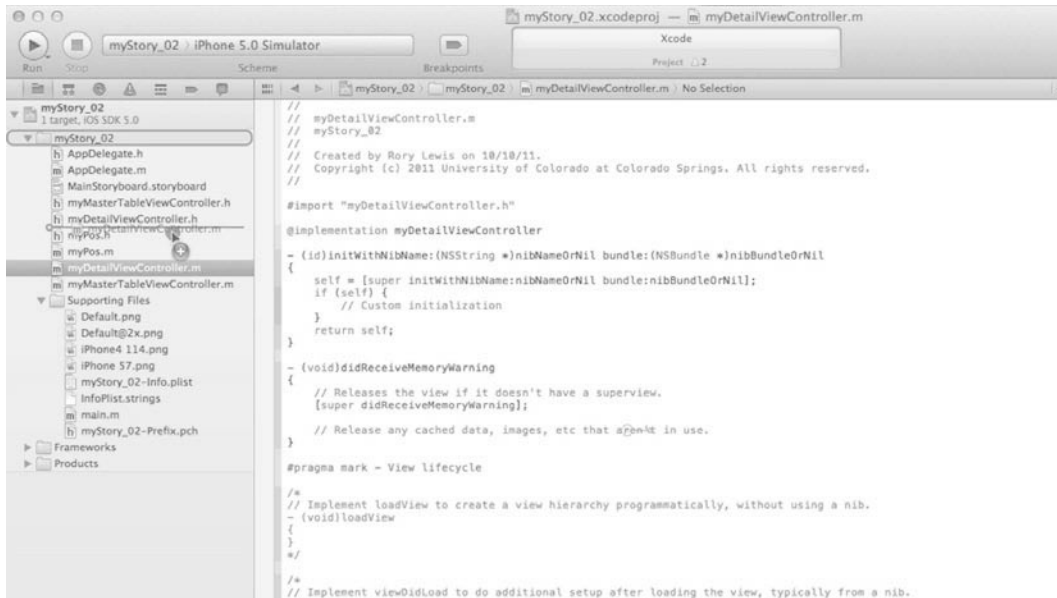 myStory_02.xcodeproj — myDetailViewController.m
myStory_02 iPhone 5.0 Simulator
Xcode
Project 2
Run Stop Scheme Breakpoints
myStory_02 myStory_02 myDetailViewController.m No Selection
myStory_02
1 target, iOS SDK 5.0
myStory_02
h AppDelegate.h
m AppDelegate.m
MainStoryboard.storyboard
h myMasterTableViewController.h
h myDetailViewController.h
m myDetailViewController.m
h myPos.h
m myPos.m
m myDetailViewController.m
m myMasterTableViewController.m
Supporting Files
Default.png
Default@2x.png
iPhone4 114.png
iPhone 57.png
myStory_02-Info.plist
InfoPlist.strings
m main.m
h myStory_02-Prefix.pch
Frameworks
Products
//
// myDetailViewController.m
// myStory_02
//
// Created by Rory Lewis on 10/10/11.
// Copyright (c) 2011 University of Colorado at Colorado Springs. All rights reserved.
//
#import "myDetailViewController.h"
@implementation myDetailViewController
- (id)initWithNibName:(NSString *)nibNameOrNil bundle:(NSBundle *)nibBundleOrNil
{
self = [super initWithNibName:nibNameOrNil bundle:nibBundleOrNil];
if (self) {
// Custom initialization
}
return self;
}
- (void)didReceiveMemoryWarning
{
// Releases the view if it doesn't have a superview.
[super didReceiveMemoryWarning];
// Release any cached data, images, etc that in use.
}
#pragma mark - View lifecycle
/*
// Implement loadView to create a view hierarchy programmatically, without using a nib.
- (void)loadView
{
}
*/
/*
// Implement viewDidLoad to do additional setup after loading the view, typically from a nib.